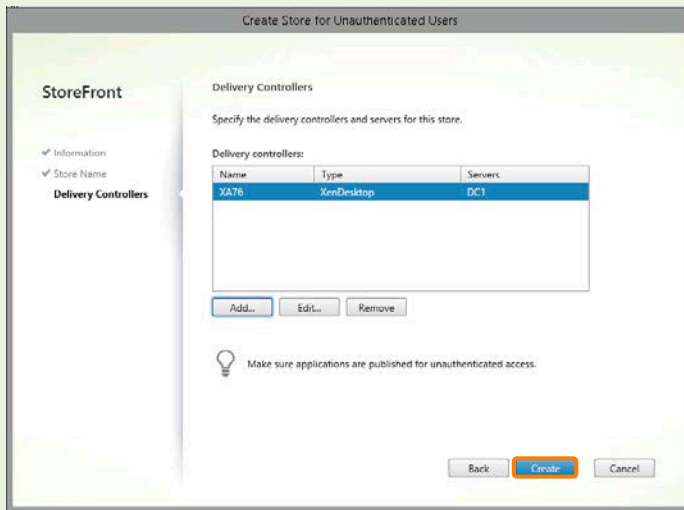 Create Store for Unauthenticated Users
StoreFront
Delivery Controllers
Specify the delivery controllers and servers for this store.
✓ Information
✓ Store Name
Delivery Controllers
Delivery controllers:
Name Type Servers
XA76 XenDesktop DC1
Add... Edit... Remove
Make sure applications are published for unauthenticated access.
Back Create Cancel